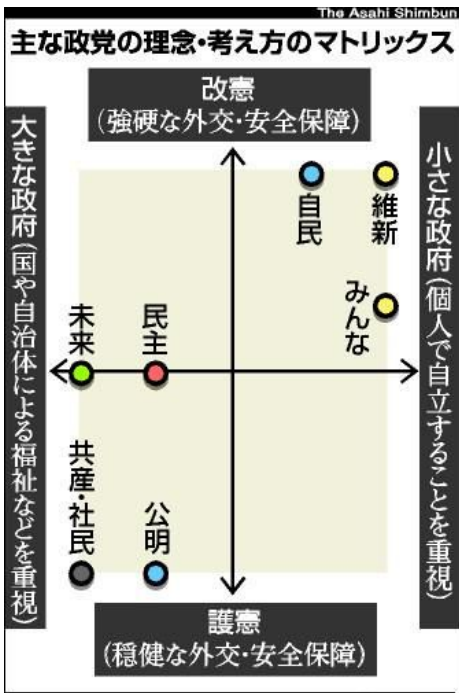 The Asahi Shimbun
主な政党の理念・考え方のマトリックス
改憲
(強硬な外交・安全保障)
大きな政府(国や自治体による福祉などを重視)
小さな政府(個人で自立することを重視)
自民
維新
みんな
未来
民主
共産・社民
公明
護憲
(穏健な外交・安全保障)